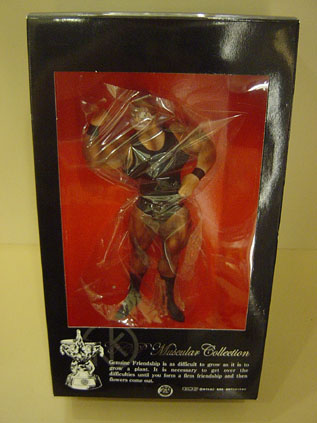 Muscular Collection
Genuine Friendship is as difficult to grow as it is to
grow a plant. It is necessary to get over the
difficulties until you form a firm friendship and then
flowers come out.